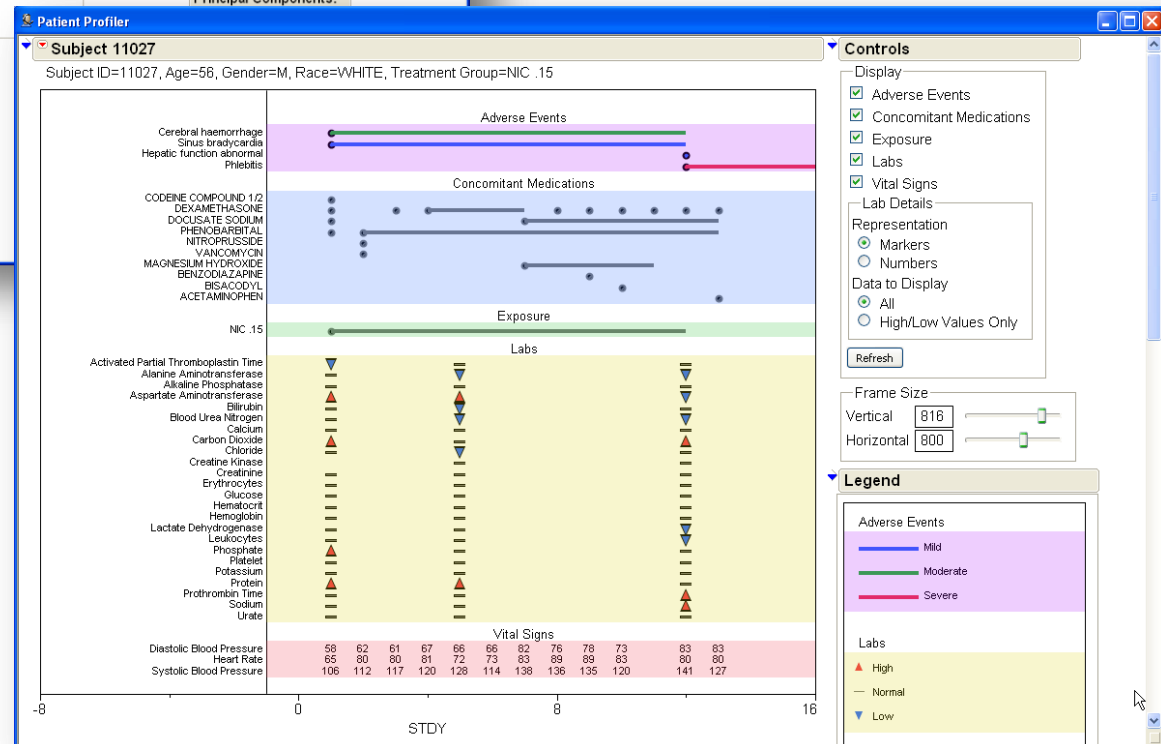 Principal Components:
Patient Profiler
Subject 11027
Subject ID=11027, Age=56, Gender=M, Race=WHITE, Treatment Group=NIC .15
Adverse Events
Cerebral haemorrhage
Sinus bradycardia
Hepatic function abnormal
Phlebitis
Concomitant Medications
CODEINE COMPOUND 1/2
DEXAMETHASONE
DOCUSATE SODIUM
PHENOBARBITAL
NITROPRUSSIDE
VANCOMYCIN
MAGNESIUM HYDROXIDE
BENZODIAZAPINE
BISACODYL
ACETAMINOPHEN
Exposure
NIC .15
Labs
Activated Partial Thromboplastin Time
Alanine Aminotransferase
Alkaline Phosphatase
Aspartate Aminotransferase
Bilirubin
Blood Urea Nitrogen
Calcium
Carbon Dioxide
Chloride
Creatine Kinase
Creatinine
Erythrocytes
Glucose
Hematocrit
Hemoglobin
Lactate Dehydrogenase
Leukocytes
Phosphate
Platelet
Potassium
Protein
Prothrombin Time
Sodium
Urate
Vital Signs
Diastolic Blood Pressure 58 62 61 67 66 66 82 76 78 73 83 83
Heart Rate 65 80 80 81 72 73 83 89 89 83 80 80
Systolic Blood Pressure 106 112 117 120 128 114 138 136 135 120 141 127
-8 0 8 16
STDY
Controls
Display
Adverse Events
Concomitant Medications
Exposure
Labs
Vital Signs
Lab Details
Representation
Markers
Numbers
Data to Display
All
High/Low Values Only
Refresh
Frame Size
Vertical 816
Horizontal 800
Legend
Adverse Events
Mild
Moderate
Severe
Labs
High
Normal
Low